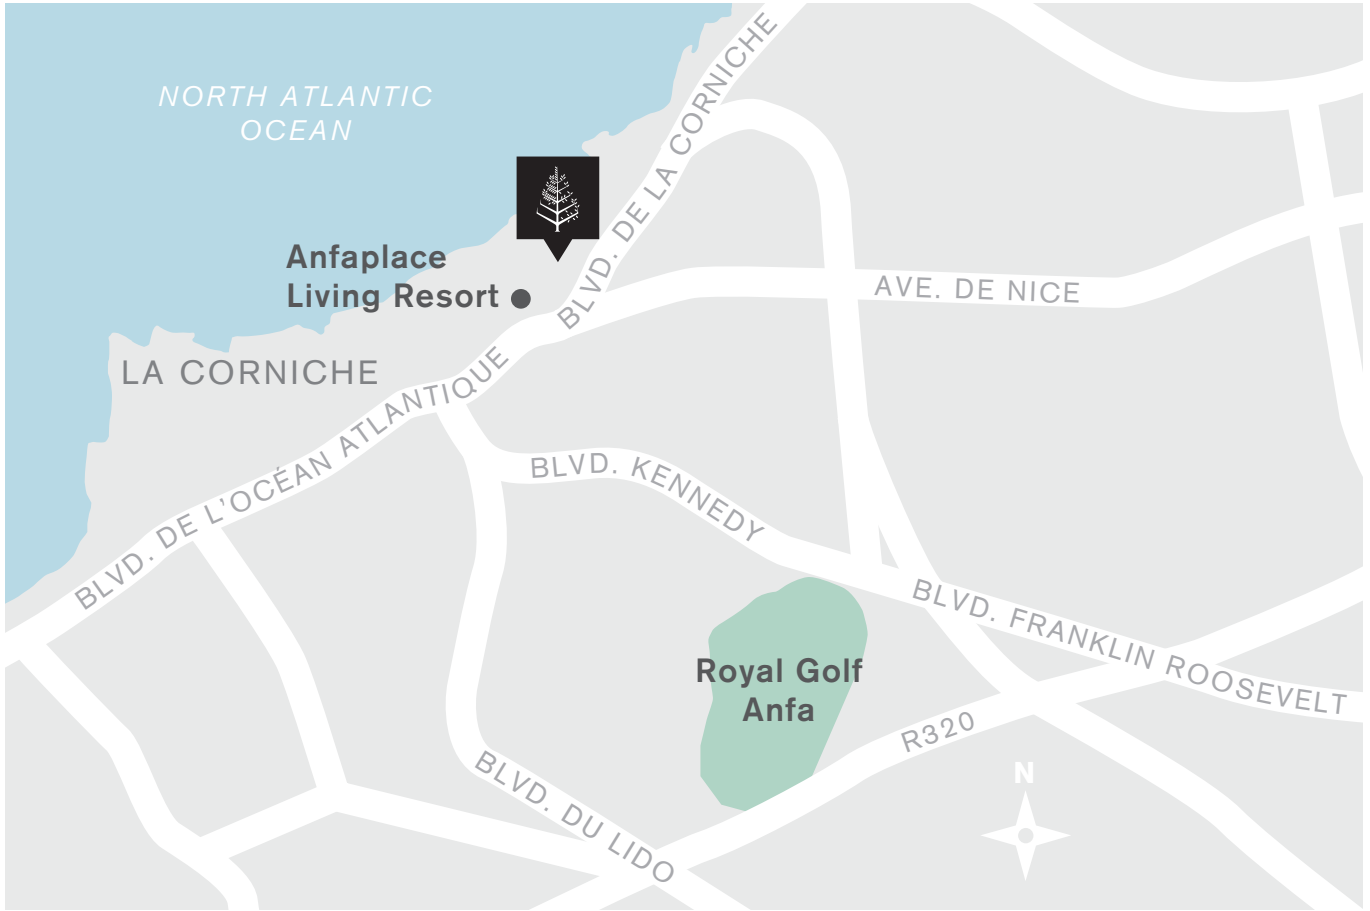 NORTH ATLANTIC
OCEAN
BLVD. DE LA CORNICHE
Anfaplace
Living Resort
AVE. DE NICE
LA CORNICHE
BLVD. DE L'OCÉAN ATLANTIQUE
BLVD. KENNEDY
BLVD. FRANKLIN ROOSEVELT
Royal Golf
Anfa
R320
BLVD. DU LIDO
N